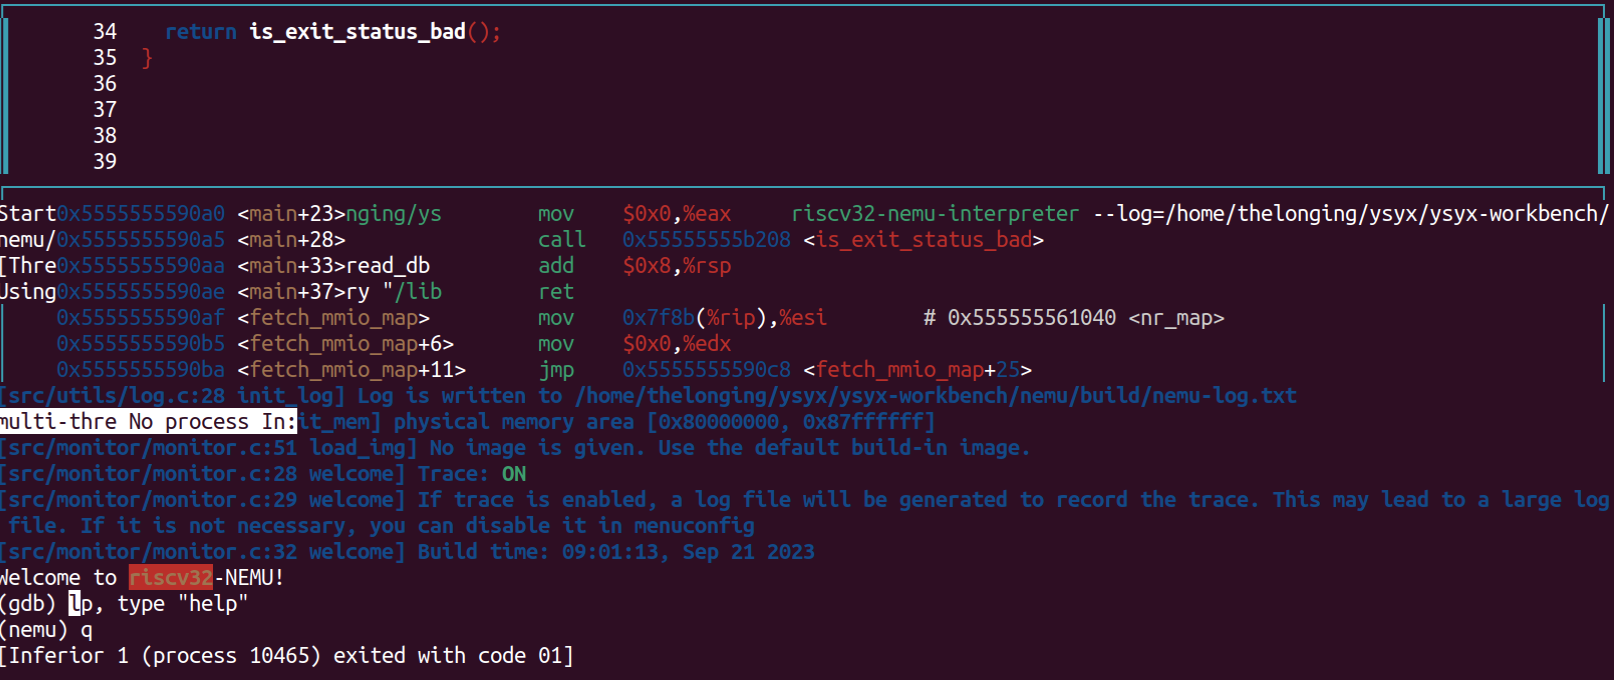 34 return is_exit_status_bad();
35 }
36
37
38
39
Start0x5555555590a0 <main+23>nging/ys mov $0x0,%eax riscv32-nemu-interpreter --log=/home/thelonging/ysyx/ysyx-workbench/
nemu/0x5555555590a5 <main+28> call 0x55555555b208 <is_exit_status_bad>
[Thre0x5555555590aa <main+33>read_db add $0x8,%rsp
Using0x5555555590ae <main+37>ry "/lib ret
0x5555555590af <fetch_mmio_map> mov 0x7f8b(%rip),%esi # 0x555555561040 <nr_map>
0x5555555590b5 <fetch_mmio_map+6> mov $0x0,%edx
0x5555555590ba <fetch_mmio_map+11> jmp 0x5555555590c8 <fetch_mmio_map+25>
[src/utils/log.c:28 init_log] Log is written to /home/thelonging/ysyx/ysyx-workbench/nemu/build/nemu-log.txt
multi-thre No process In:it_mem] physical memory area [0x80000000, 0x87ffffff]
[src/monitor/monitor.c:51 load_img] No image is given. Use the default build-in image.
[src/monitor/monitor.c:28 welcome] Trace: ON
[src/monitor/monitor.c:29 welcome] If trace is enabled, a log file will be generated to record the trace. This may lead to a large log
file. If it is not necessary, you can disable it in menuconfig
[src/monitor/monitor.c:32 welcome] Build time: 09:01:13, Sep 21 2023
Welcome to riscv32-NEMU!
(gdb) lp, type "help"
(nemu) q
[Inferior 1 (process 10465) exited with code 01]